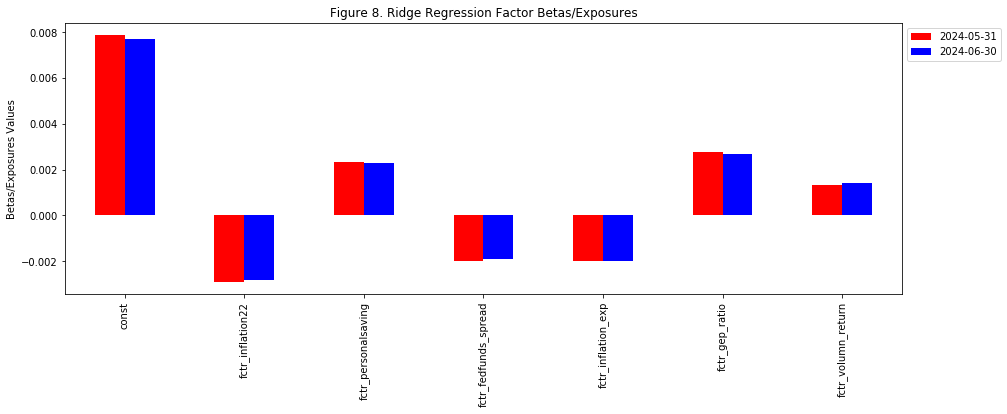 Figure 8. Ridge Regression Factor Betas/Exposures
2024-05-31
2024-06-30
Betas/Exposures Values
0.008
0.006
0.004
0.002
0.000
−0.002
const
fctr_inflation22
fctr_personalsaving
fctr_fedfunds_spread
fctr_inflation_exp
fctr_gep_ratio
fctr_volumn_return